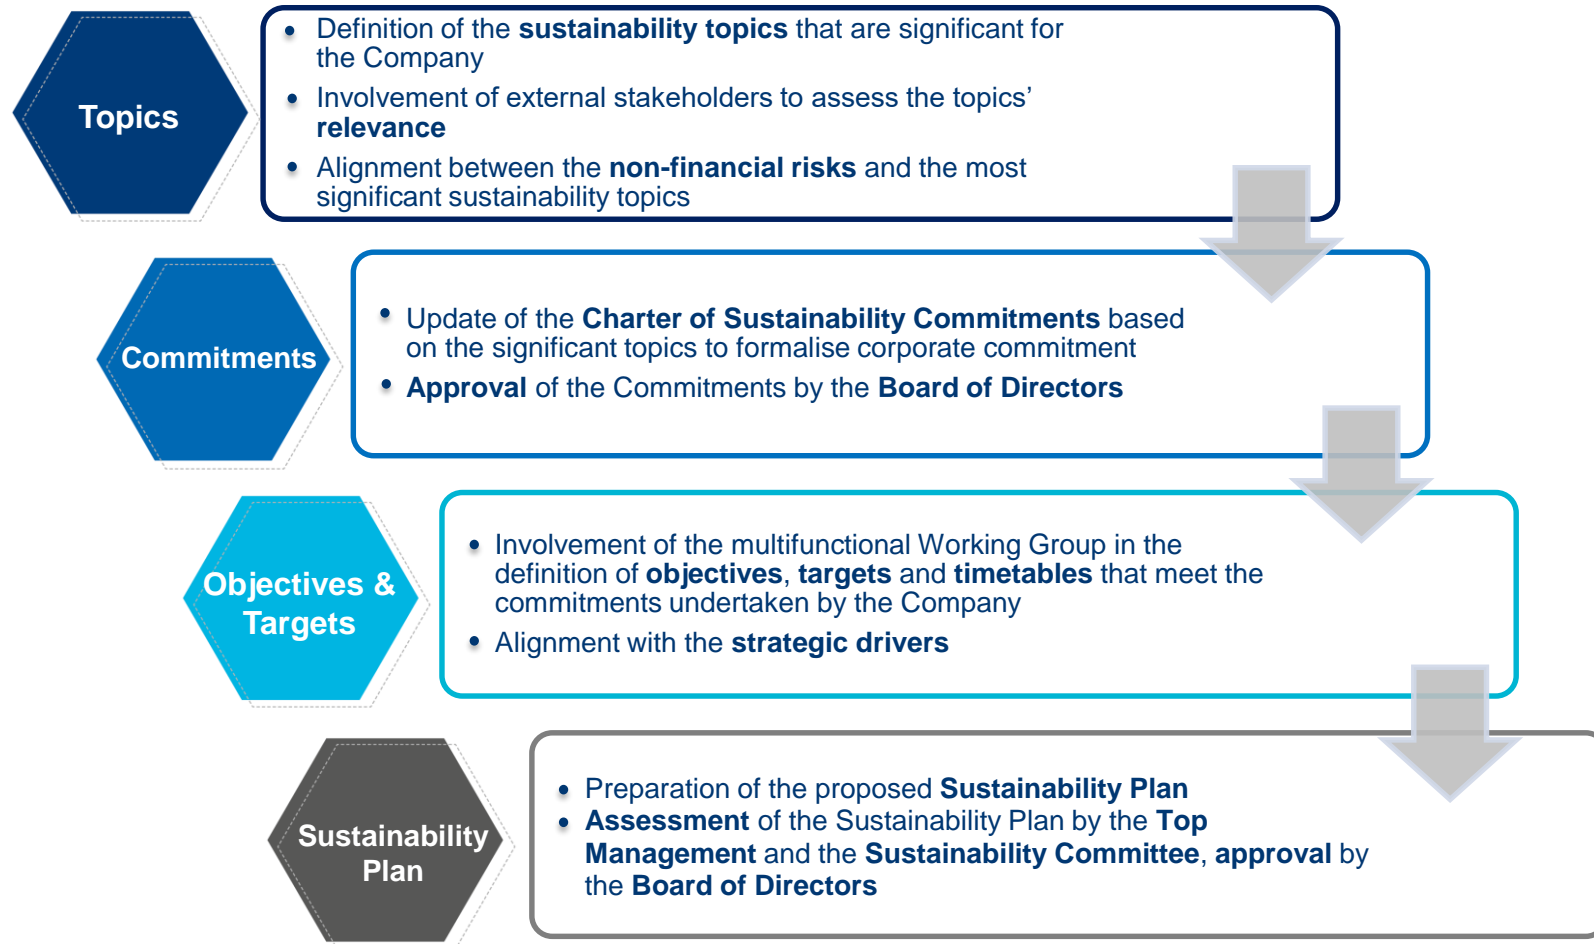 Topics
Definition of the sustainability topics that are significant for
the Company
Involvement of external stakeholders to assess the topics’
relevance
Alignment between the non-financial risks and the most
significant sustainability topics
Commitments
Update of the Charter of Sustainability Commitments based
on the significant topics to formalise corporate commitment
Approval of the Commitments by the Board of Directors
Objectives &
Targets
Involvement of the multifunctional Working Group in the
definition of objectives, targets and timetables that meet the
commitments undertaken by the Company
Alignment with the strategic drivers
Sustainability
Plan
Preparation of the proposed Sustainability Plan
Assessment of the Sustainability Plan by the Top
Management and the Sustainability Committee, approval by
the Board of Directors